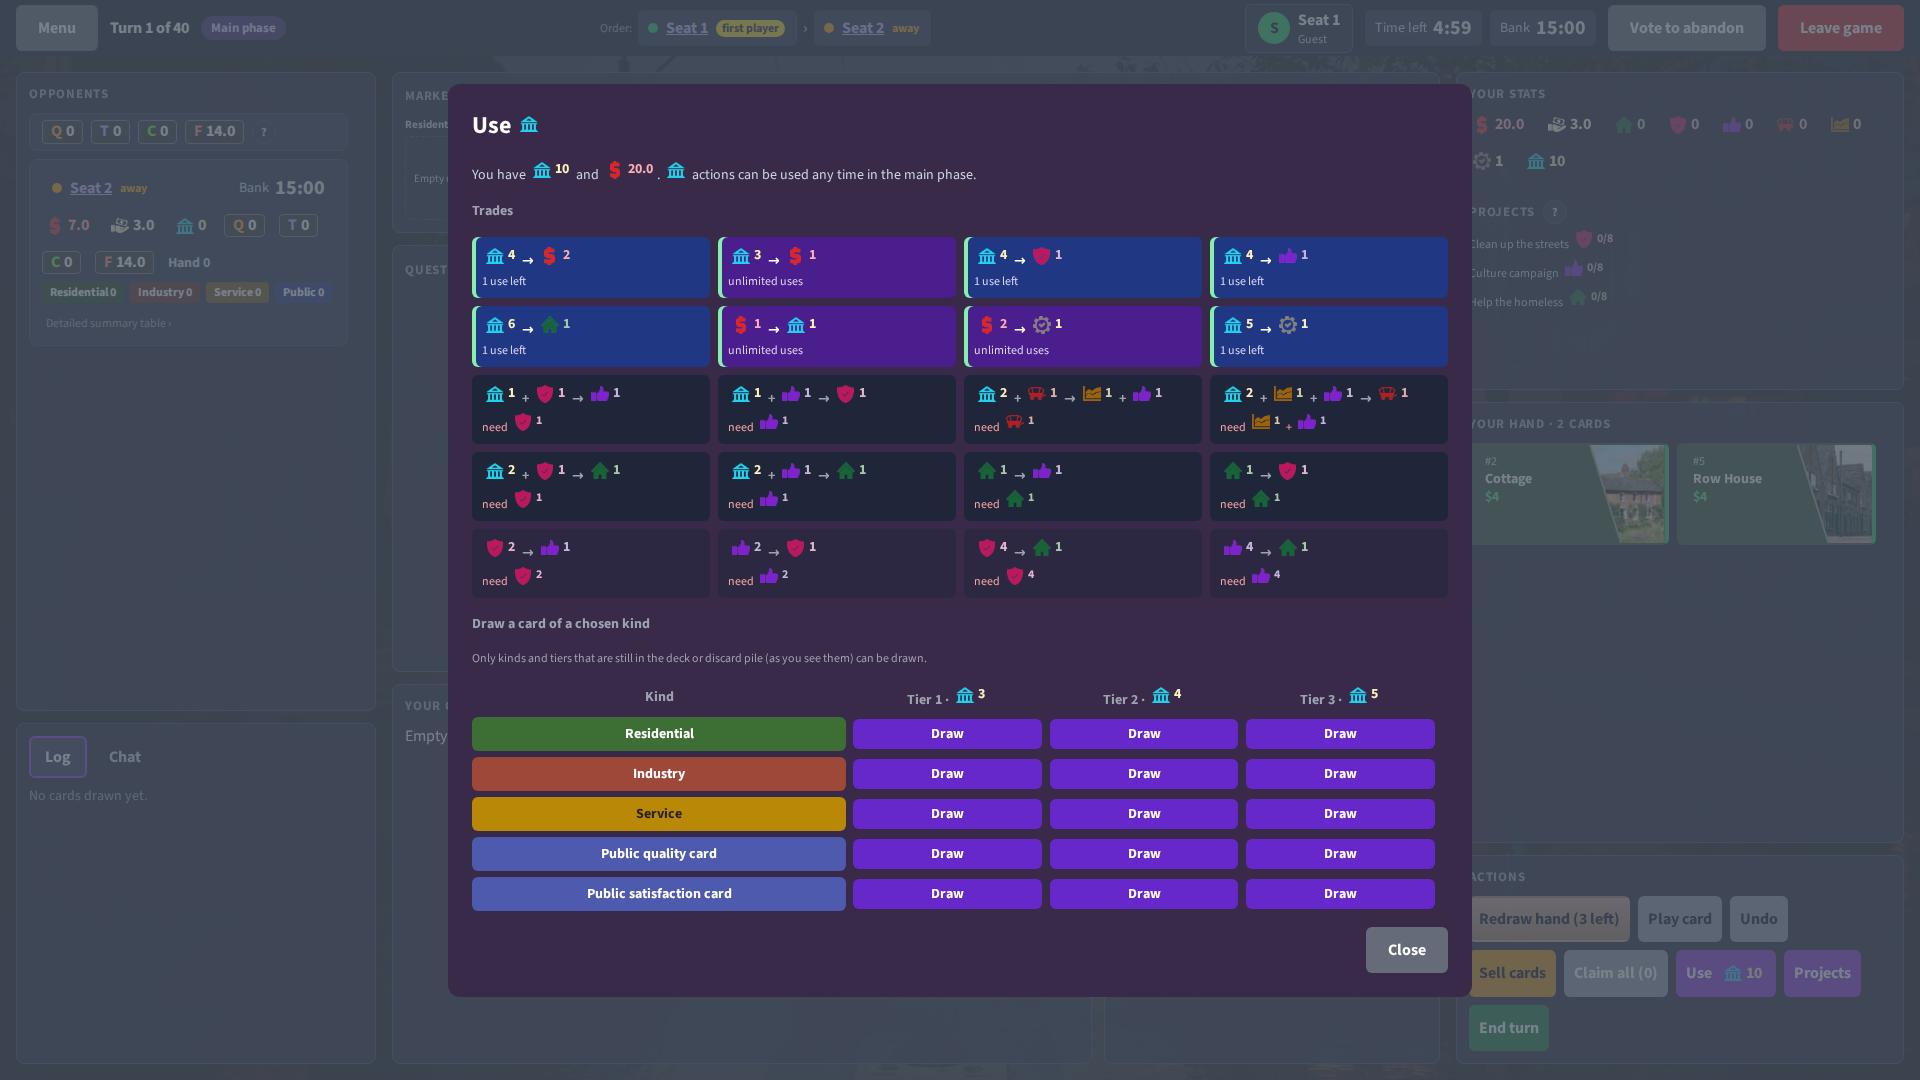 Menu
Turn 1 of 40
Main phase
Order:
Seat 1
first player
›
Seat 2
away
S
Seat 1
Guest
Time left 4:59
Bank 15:00
Vote to abandon
Leave game
OPPONENTS
Q 0
T 0
C 0
F 14.0
?
Seat 2 away
Bank 15:00
7.0
3.0
0
Q 0
T 0
C 0
F 14.0
Hand 0
Residential 0
Industry 0
Service 0
Public 0
Detailed summary table ›
Log
Chat
No cards drawn yet.
Use
You have 10 and 20.0 . actions can be used any time in the main phase.
Trades
4 → 2
1 use left
3 → 1
unlimited uses
4 → 1
1 use left
4 → 1
1 use left
6 → 1
1 use left
1 → 1
unlimited uses
2 → 1
unlimited uses
5 → 1
1 use left
1 + 1 → 1
need 1
1 + 1 → 1
need 1
2 + 1 → 1 + 1
need 1
2 + 1 + 1 → 1
need 1 + 1
2 + 1 → 1
need 1
2 + 1 → 1
need 1
1 → 1
need 1
1 → 1
need 1
2 → 1
need 2
2 → 1
need 2
4 → 1
need 4
4 → 1
need 4
Draw a card of a chosen kind
Only kinds and tiers that are still in the deck or discard pile (as you see them) can be drawn.
Kind
Tier 1 · 3
Tier 2 · 4
Tier 3 · 5
Residential
Draw
Draw
Draw
Industry
Draw
Draw
Draw
Service
Draw
Draw
Draw
Public quality card
Draw
Draw
Draw
Public satisfaction card
Draw
Draw
Draw
Close
YOUR STATS
20.0
3.0
0
0
0
0
0
1
10
PROJECTS ?
Clean up the streets 0/8
Culture campaign 0/8
Help the homeless 0/8
YOUR HAND · 2 CARDS
#2
Cottage
$4
#5
Row House
$4
ACTIONS
Redraw hand (3 left)
Play card
Undo
Sell cards
Claim all (0)
Use 10
Projects
End turn